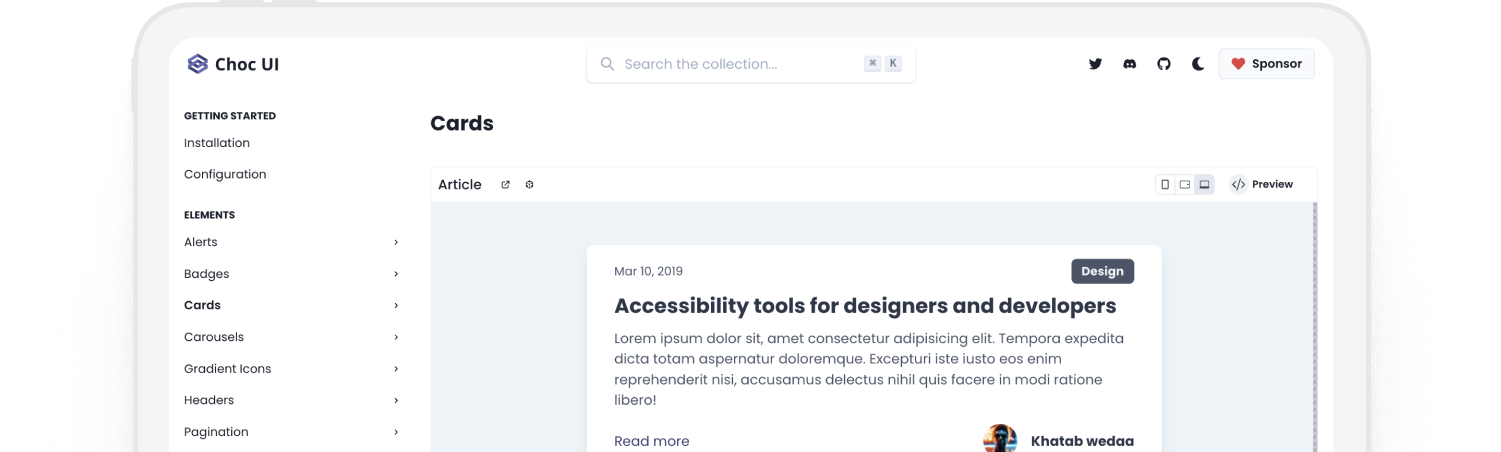 Choc UI
Search the collection...
⌘ K
Sponsor
GETTING STARTED
Installation
Configuration
ELEMENTS
Alerts
Badges
Cards
Carousels
Gradient Icons
Headers
Pagination
Cards
Article
</> Preview
Mar 10, 2019
Design
Accessibility tools for designers and developers
Lorem ipsum dolor sit, amet consectetur adipisicing elit. Tempora expedita
dicta totam aspernatur doloremque. Excepturi iste iusto eos enim
reprehenderit nisi, accusamus delectus nihil quis facere in modi ratione
libero!
Read more
Khatab wedaa